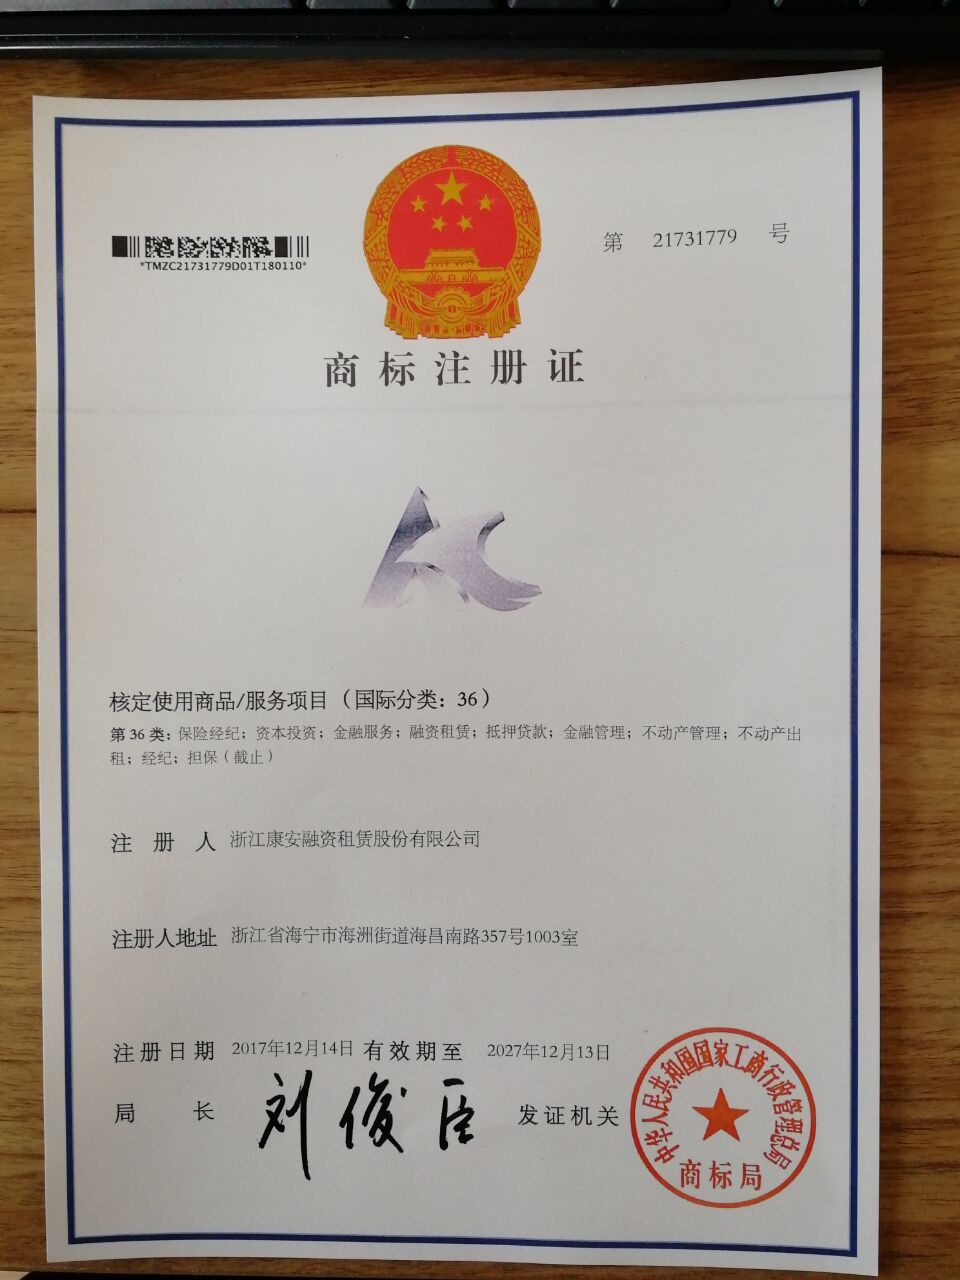 第 21731779 号
*TMZC21731779D01T180110*
商标注册证
核定使用商品/服务项目（国际分类：36）
第 36 类：保险经纪；资本投资；金融服务；融资租赁；抵押贷款；金融管理；不动产管理；不动产出
租；经纪；担保（截止）
注 册 人 浙江康安融资租赁股份有限公司
注册人地址 浙江省海宁市海洲街道海昌南路357号1003室
注册日期 2017年12月14日 有效期至 2027年12月13日
局 长 刘俊臣 发证机关
中华人民共和国国家工商行政管理总局
商标局